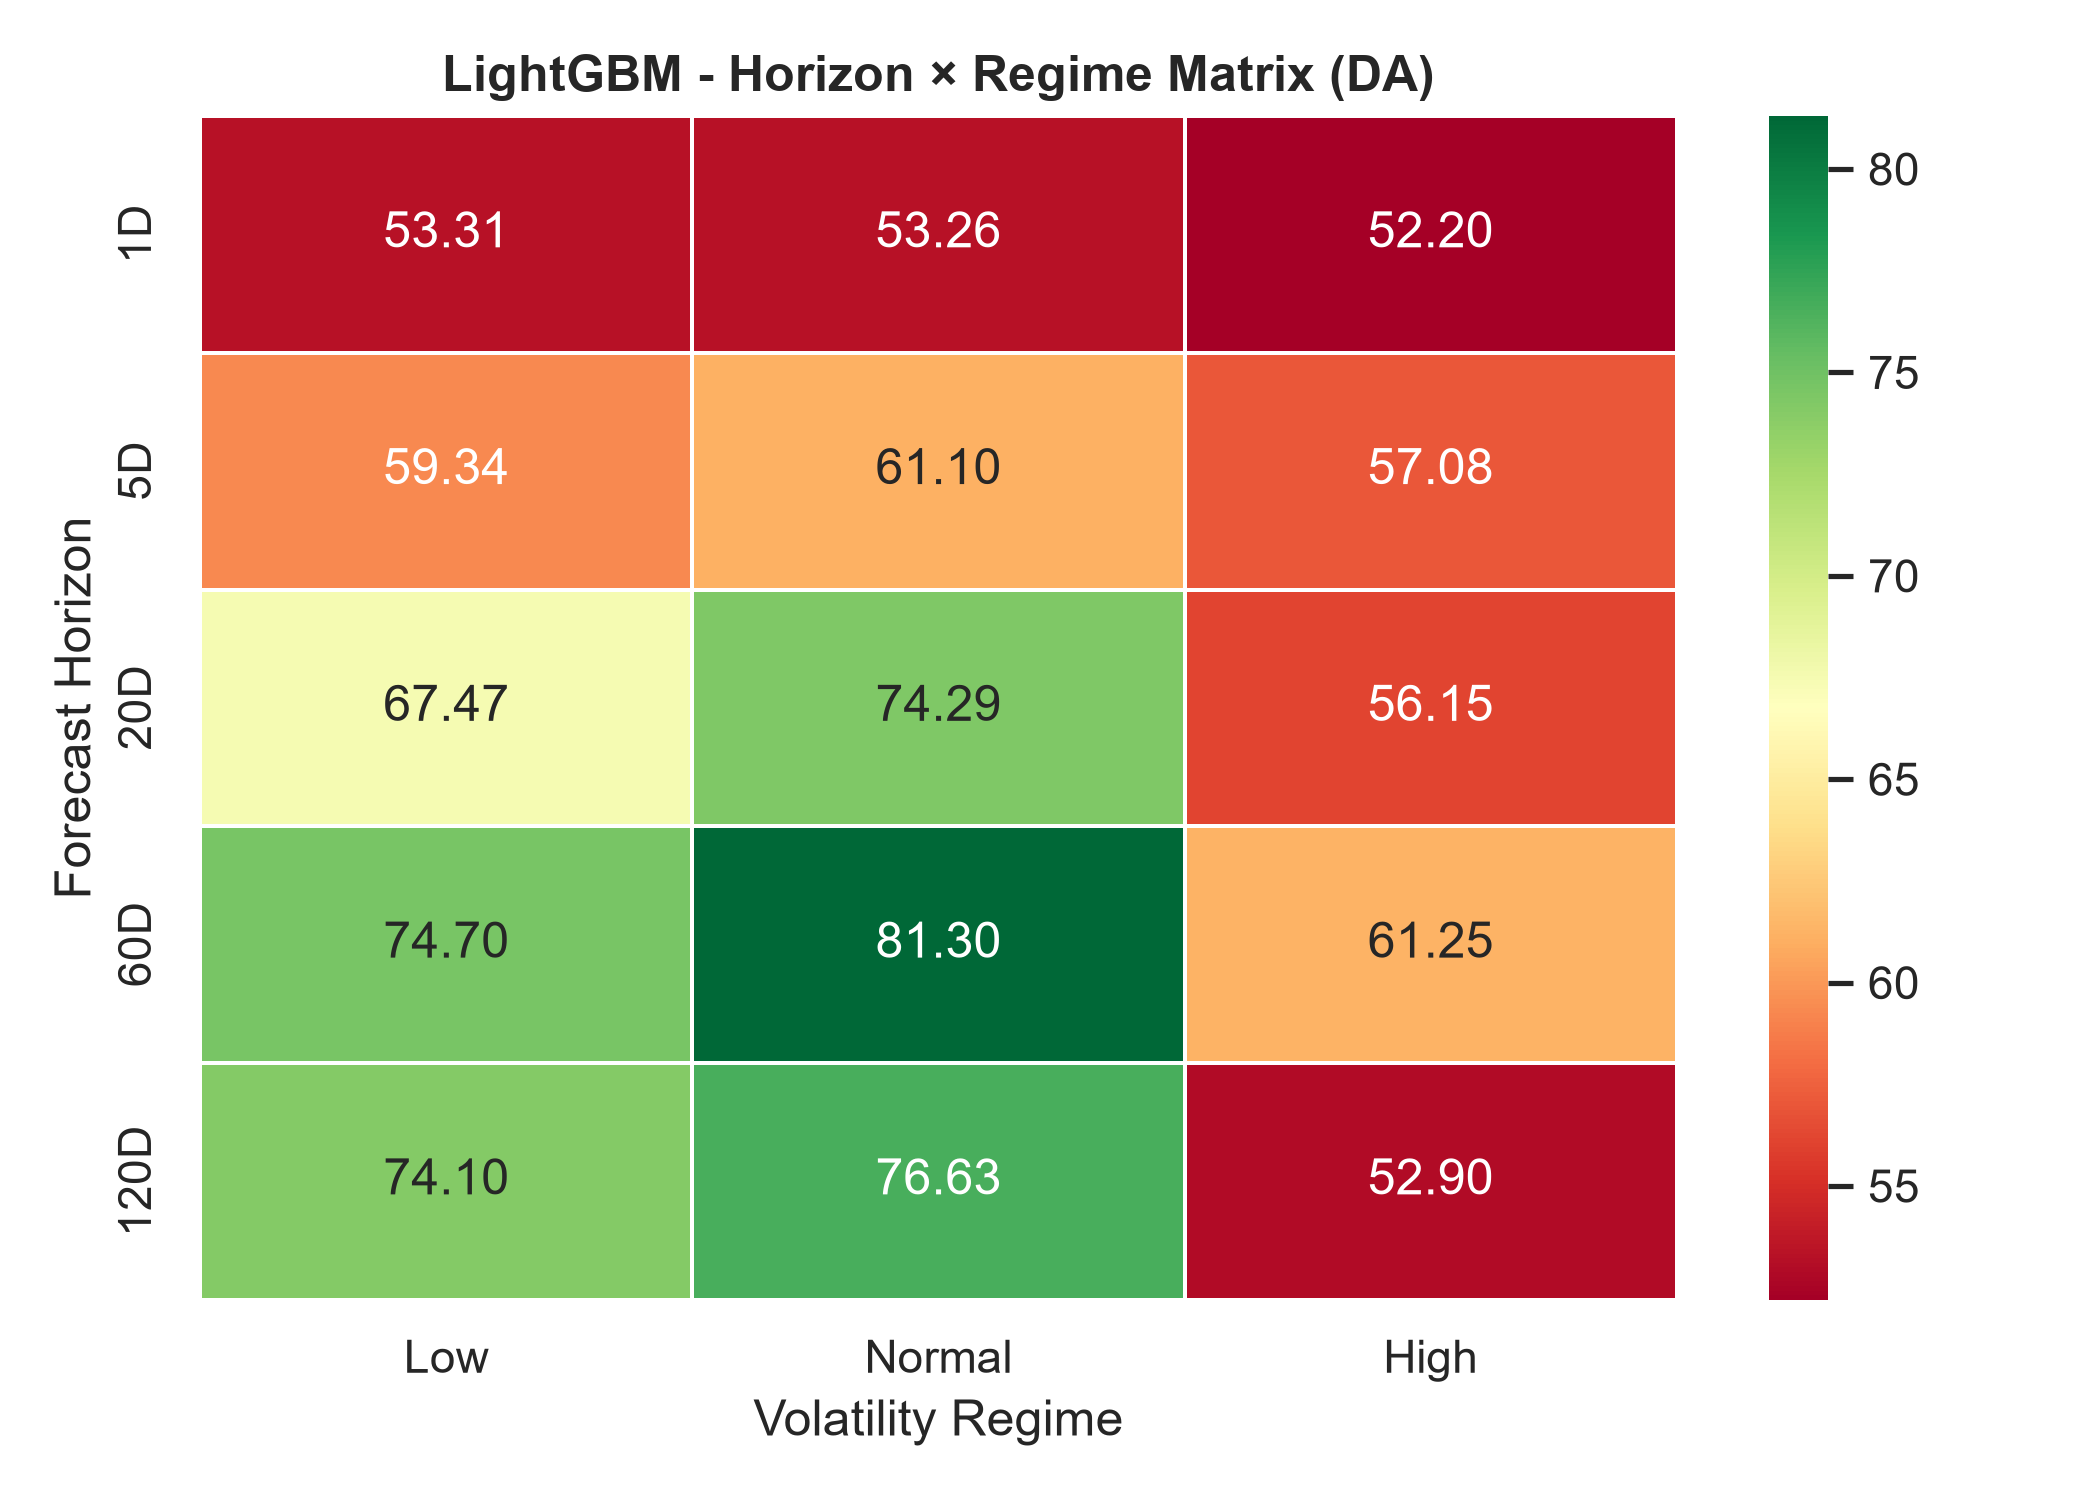 LightGBM - Horizon × Regime Matrix (DA)
Forecast Horizon
1D 53.31 53.26 52.20
5D 59.34 61.10 57.08
20D 67.47 74.29 56.15
60D 74.70 81.30 61.25
120D 74.10 76.63 52.90
Low Normal High
Volatility Regime
80
75
70
65
60
55